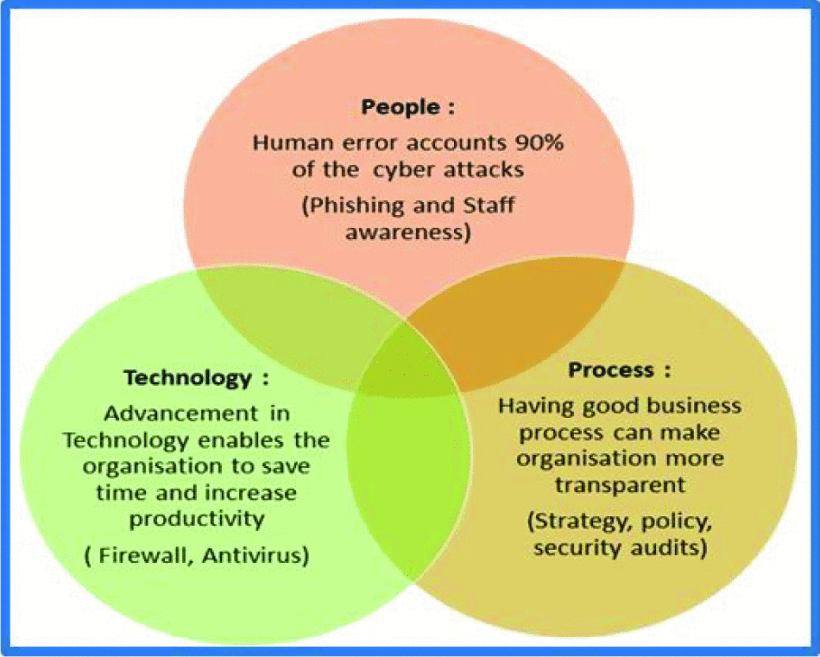 People :
Human error accounts 90%
of the cyber attacks
(Phishing and Staff
awareness)
Technology :
Advancement in
Technology enables the
organisation to save
time and increase
productivity
( Firewall, Antivirus)
Process :
Having good business
process can make
organisation more
transparent
(Strategy, policy,
security audits)